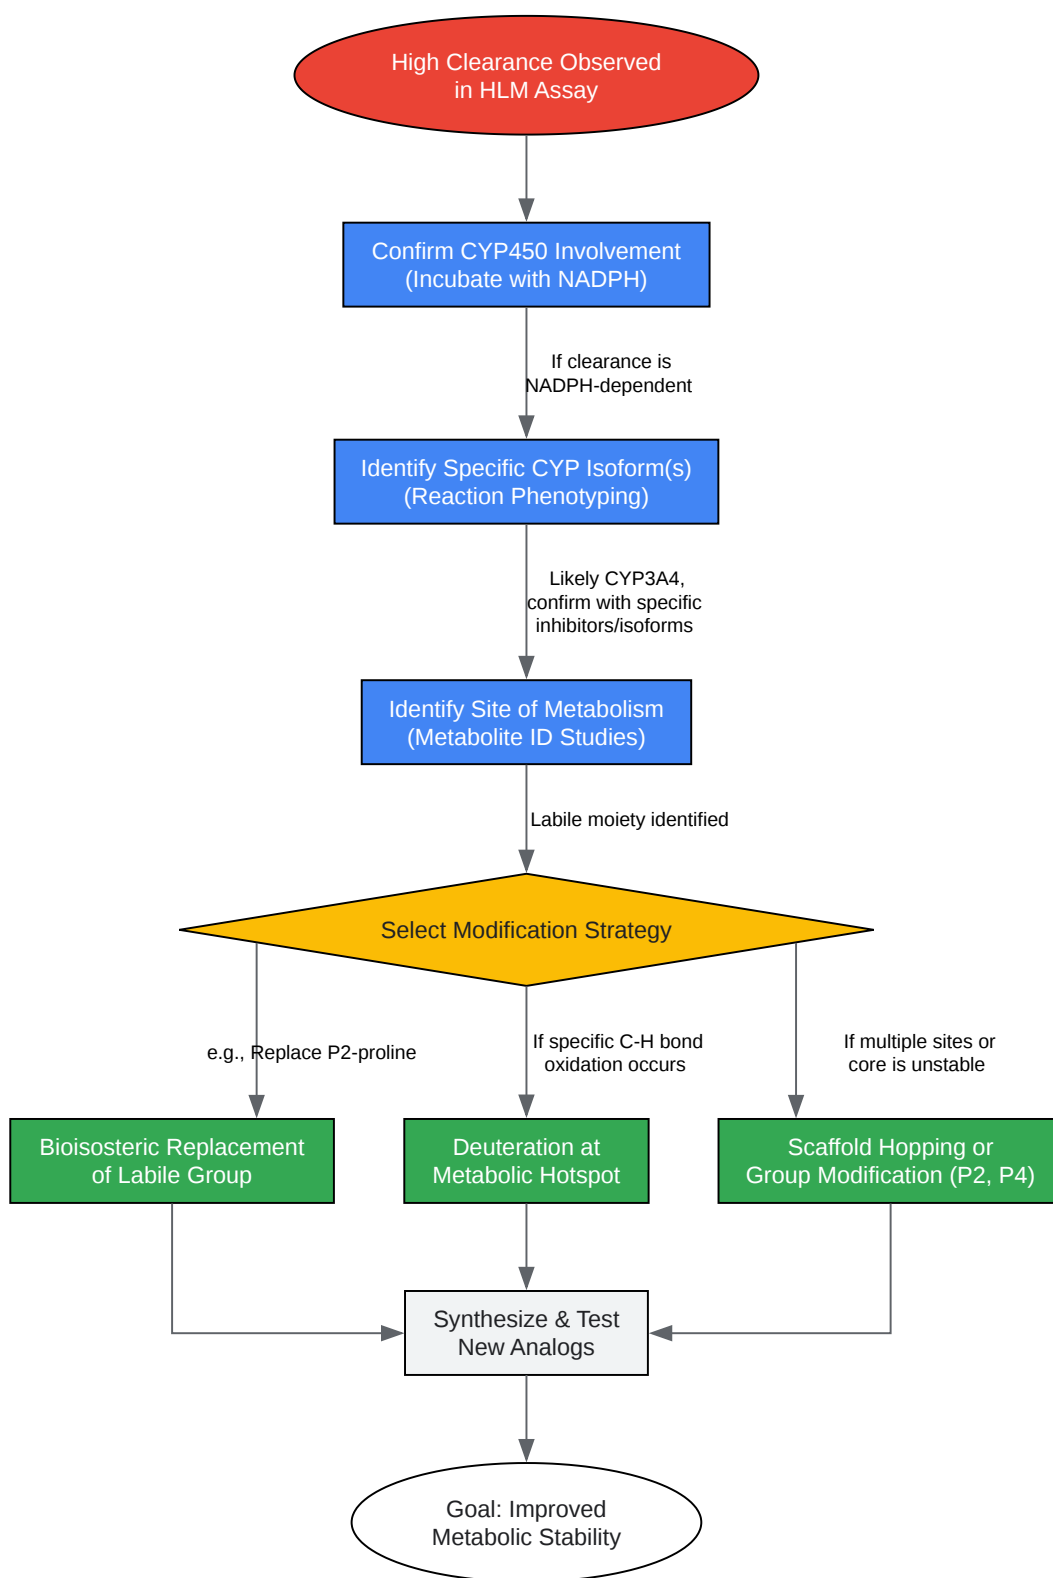 High Clearance Observed
in HLM Assay
Confirm CYP450 Involvement
(Incubate with NADPH)
If clearance is
NADPH-dependent
Identify Specific CYP Isoform(s)
(Reaction Phenotyping)
Likely CYP3A4,
confirm with specific
inhibitors/isoforms
Identify Site of Metabolism
(Metabolite ID Studies)
Labile moiety identified
Select Modification Strategy
e.g., Replace P2-proline
If specific C-H bond
oxidation occurs
If multiple sites or
core is unstable
Bioisosteric Replacement
of Labile Group
Deuteration at
Metabolic Hotspot
Scaffold Hopping or
Group Modification (P2, P4)
Synthesize & Test
New Analogs
Goal: Improved
Metabolic Stability